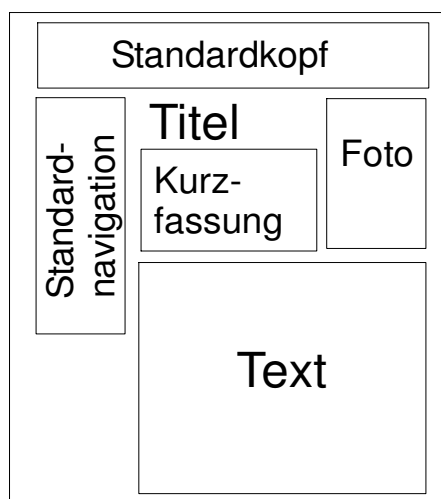 Standardkopf
Standard-
navigation
Titel
Kurz-
fassung
Foto
Text